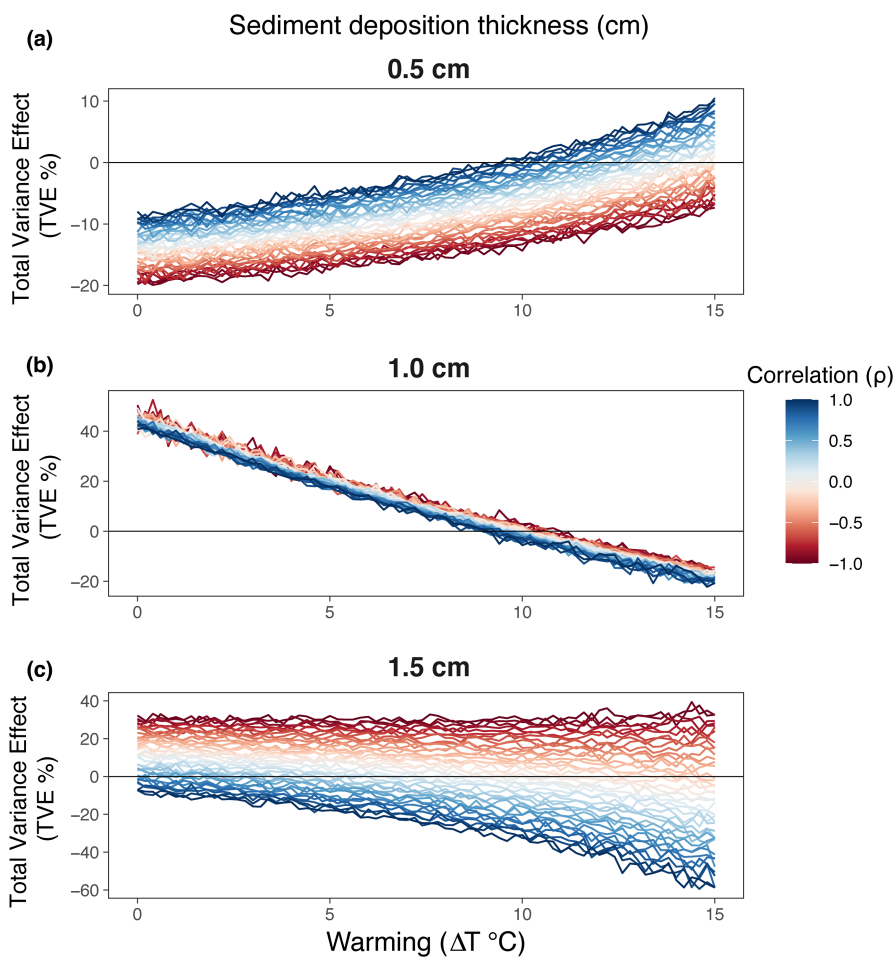 Sediment deposition thickness (cm)
(a)
0.5 cm
Total Variance Effect
(TVE %)
10
0
−10
−20
0
5
10
15
(b)
1.0 cm
Total Variance Effect
(TVE %)
40
20
0
−20
0
5
10
15
Correlation (ρ)
1.0
0.5
0.0
−0.5
−1.0
(c)
1.5 cm
Total Variance Effect
(TVE %)
40
20
0
−20
−40
−60
0
5
10
15
Warming (ΔT °C)